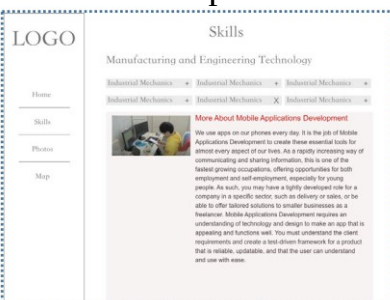 LOGO
Home
Skills
Photos
Map
Skills
Manufacturing and Engineering Technology
Industrial Mechanics + Industrial Mechanics + Industrial Mechanics +
Industrial Mechanics + Industrial Mechanics X Industrial Mechanics +
More About Mobile Applications Development
We use apps on our phones every day. It is the job of Mobile
Applications Development to create these essential tools for
almost every aspect of our lives. As a rapidly increasing way of
communicating and sharing information, this is one of the
fastest growing occupations, offering opportunities for both
employment and self-employment, especially for young
people. As such, you may have a tightly developed role for a
company in a specific sector, such as delivery or sales, or be
able to offer tailored solutions to smaller businesses as a
freelancer. Mobile Applications Development requires an
understanding of technology and design to make an app that is
appealing and functions well. You must understand the client
requirements and create a test-driven framework for a product
that is reliable, updatable, and that the user can understand
and use with ease.